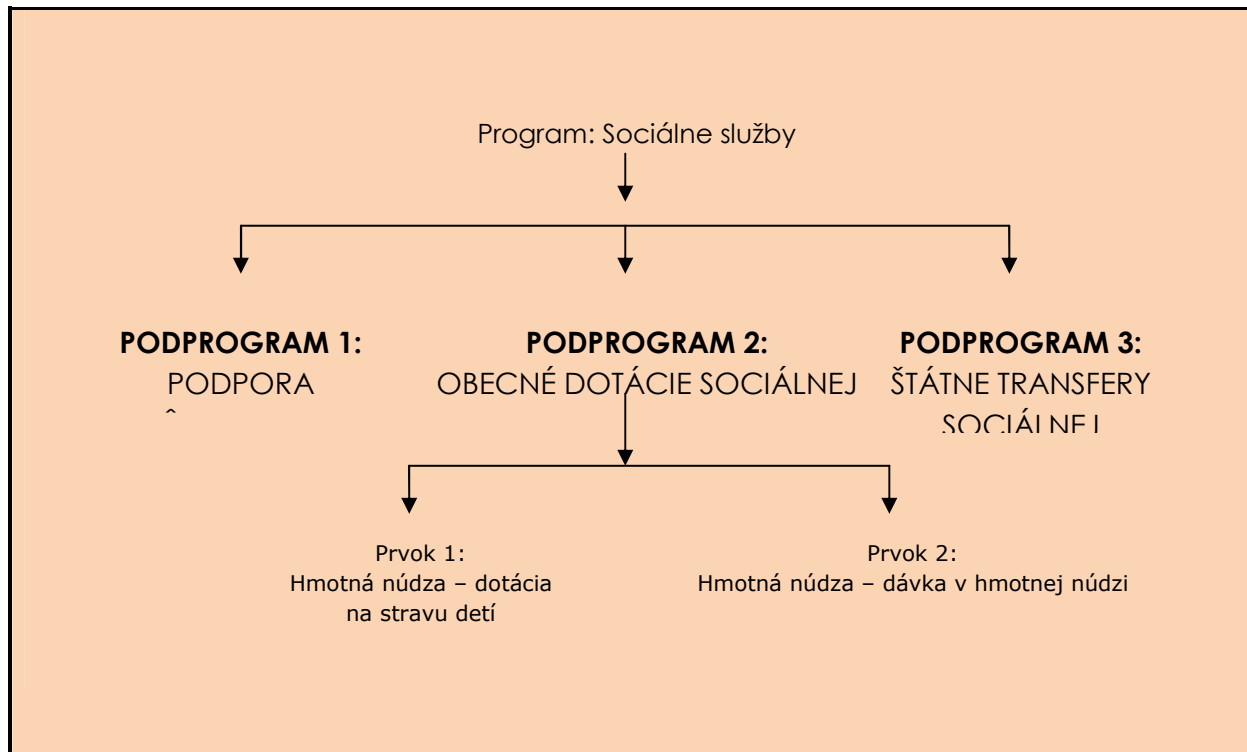 Program: Sociálne služby
PODPROGRAM 1:
PODPORA
PODPROGRAM 2:
OBECNÉ DOTÁCIE SOCIÁLNEJ
PODPROGRAM 3:
ŠTÁTNE TRANSFERY
SOCIÁLNEJ
Prvok 1:
Hmotná núdza – dotácia
na stravu detí
Prvok 2:
Hmotná núdza – dávka v hmotnej núdzi